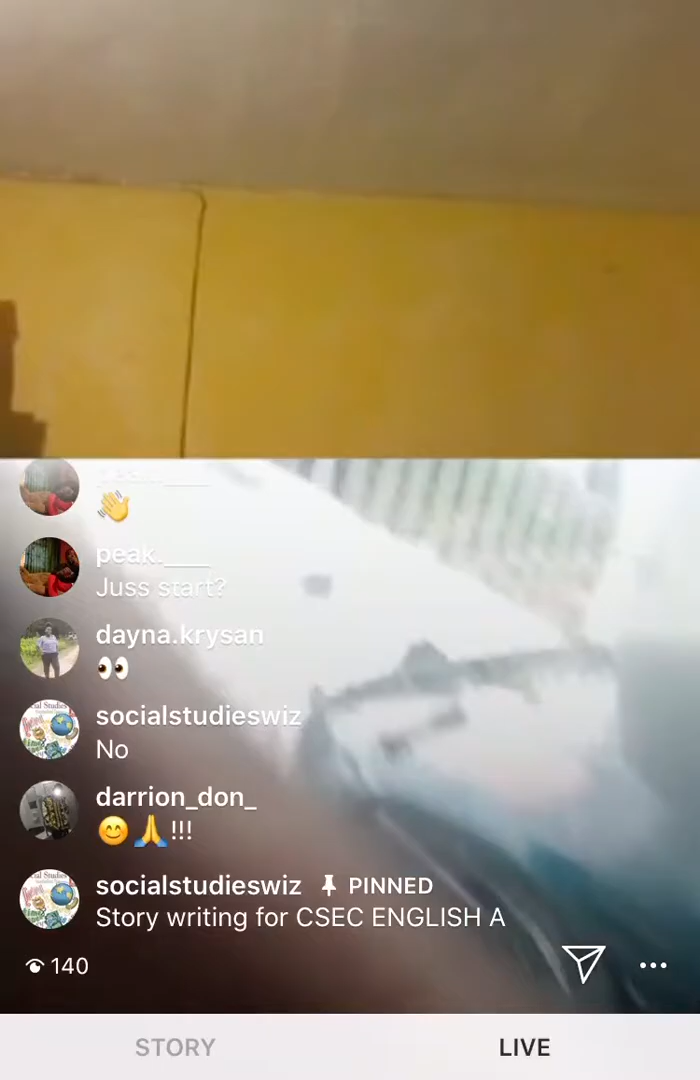 👋
peak.____
Juss start?
dayna.krysan
👀
socialstudieswiz
No
darrion_don_
😊🙏!!!
socialstudieswiz PINNED
Story writing for CSEC ENGLISH A
140
STORY LIVE